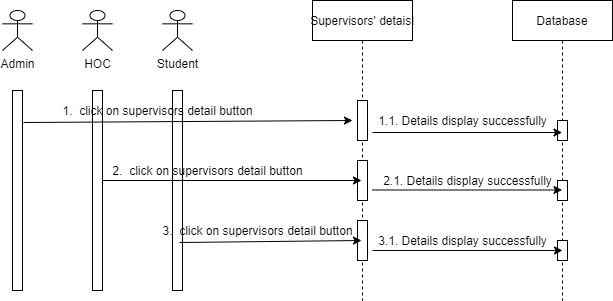 Supervisors' detaisl
Database
Admin
HOC
Student
1. click on supervisors detail button
1.1. Details display successfully
2. click on supervisors detail button
2.1. Details display successfully
3. click on supervisors detail button
3.1. Details display successfully